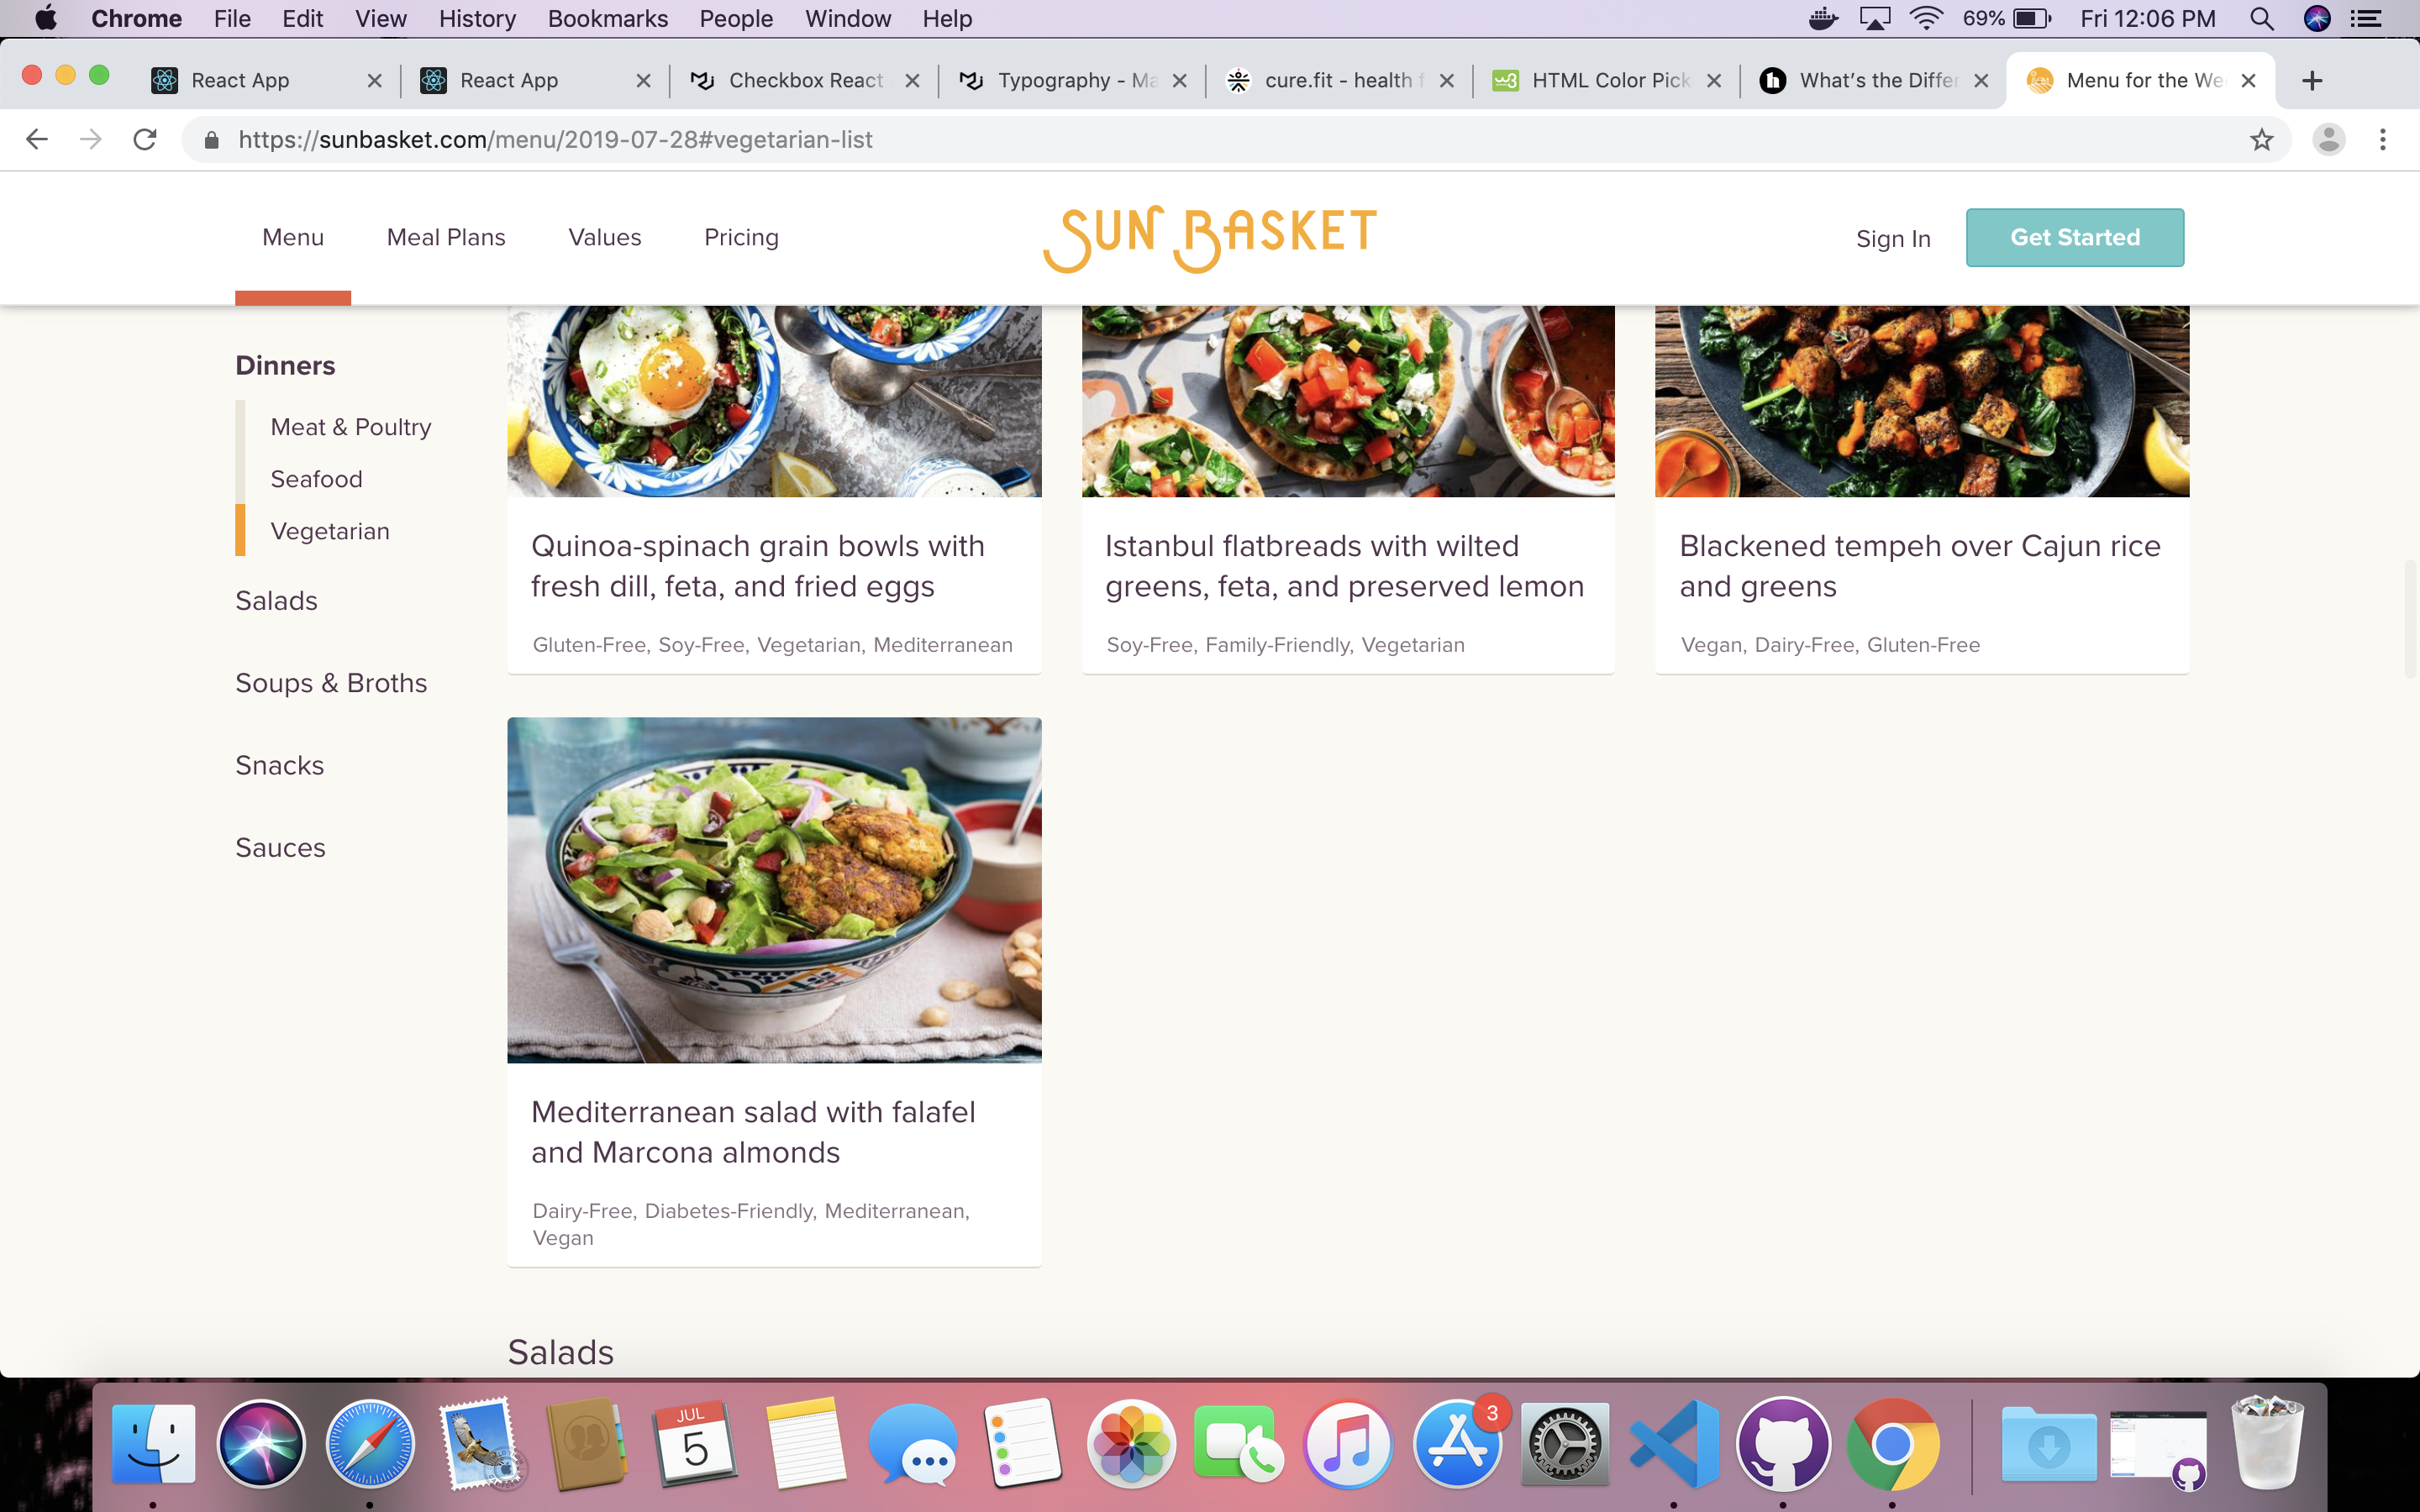 Chrome File Edit View History Bookmarks People Window Help 69% Fri 12:06 PM
React App React App Checkbox React Typography - Ma cure.fit - health f HTML Color Pick What's the Differ Menu for the We
https://sunbasket.com/menu/2019-07-28#vegetarian-list
Menu Meal Plans Values Pricing SUN BASKET Sign In Get Started
Dinners
Meat & Poultry
Seafood
Vegetarian
Salads
Soups & Broths
Snacks
Sauces
Quinoa-spinach grain bowls with
fresh dill, feta, and fried eggs
Gluten-Free, Soy-Free, Vegetarian, Mediterranean
Istanbul flatbreads with wilted
greens, feta, and preserved lemon
Soy-Free, Family-Friendly, Vegetarian
Blackened tempeh over Cajun rice
and greens
Vegan, Dairy-Free, Gluten-Free
Mediterranean salad with falafel
and Marcona almonds
Dairy-Free, Diabetes-Friendly, Mediterranean,
Vegan
Salads
JUL
5
3